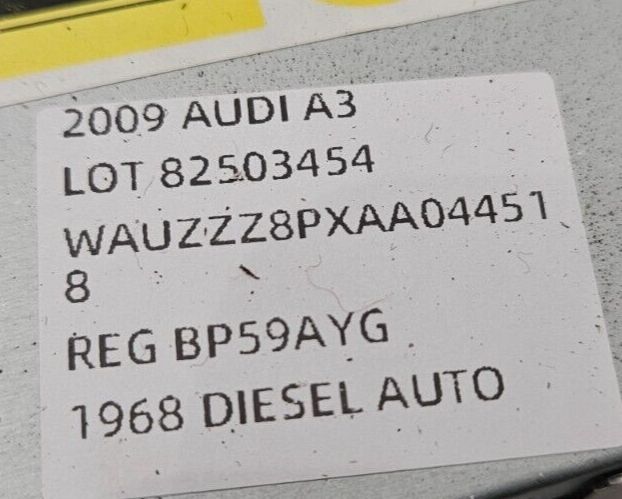 2009 AUDI A3
LOT 82503454
WAUZZZ8PXAA04451
8
REG BP59AYG
1968 DIESEL AUTO